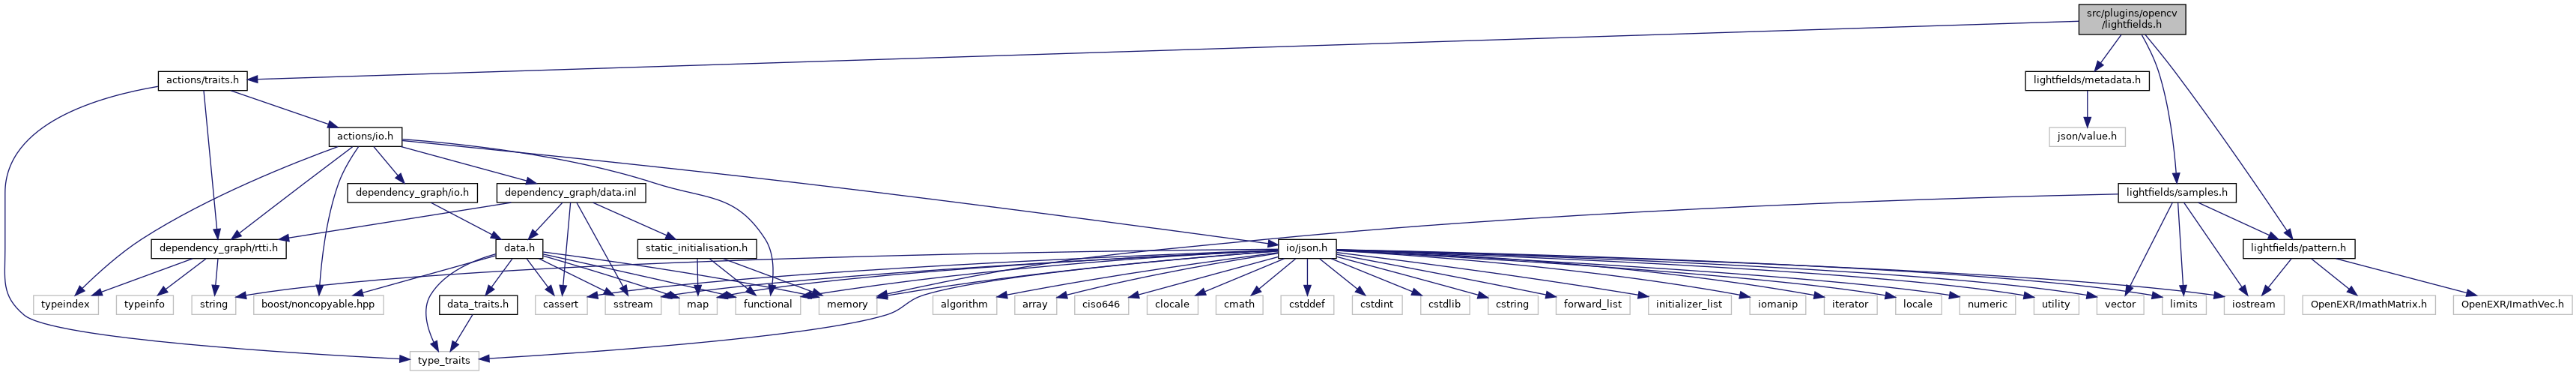 src/plugins/opencv
/lightfields.h
actions/traits.h
lightfields/metadata.h
actions/io.h
json/value.h
dependency_graph/io.h
dependency_graph/data.inl
lightfields/samples.h
dependency_graph/rtti.h
data.h
static_initialisation.h
io/json.h
lightfields/pattern.h
typeindex
typeinfo
string
boost/noncopyable.hpp
data_traits.h
cassert
sstream
map
functional
memory
algorithm
array
ciso646
clocale
cmath
cstddef
cstdint
cstdlib
cstring
forward_list
initializer_list
iomanip
iterator
locale
numeric
utility
vector
limits
iostream
OpenEXR/ImathMatrix.h
OpenEXR/ImathVec.h
type_traits